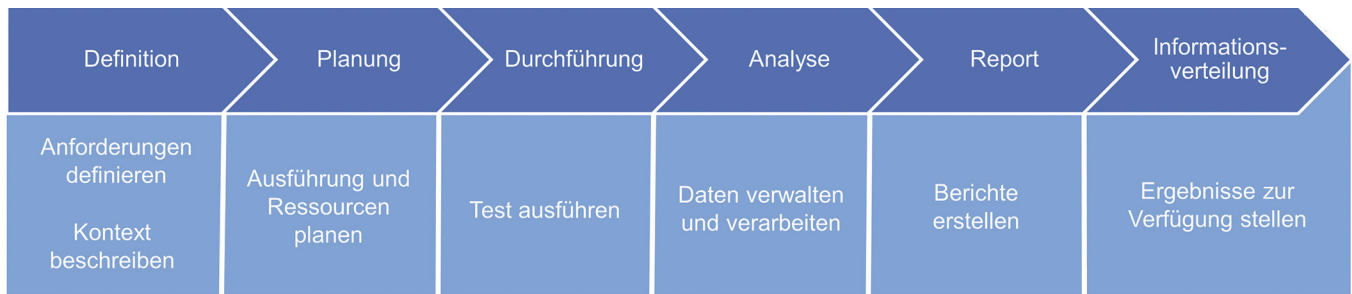 Definition
Planung
Durchführung
Analyse
Report
Informations-
verteilung
Anforderungen
definieren
Kontext
beschreiben
Ausführung und
Ressourcen
planen
Test ausführen
Daten verwalten
und verarbeiten
Berichte
erstellen
Ergebnisse zur
Verfügung stellen